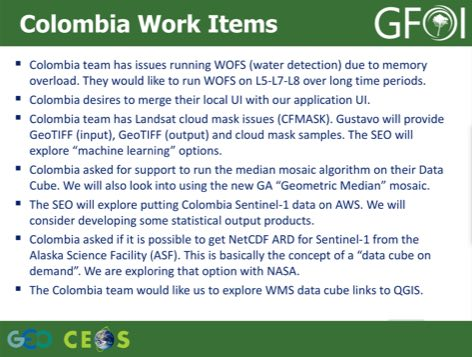 Colombia Work Items
GFOI
▪ Colombia team has issues running WOFS (water detection) due to memory
overload. They would like to run WOFS on L5-L7-L8 over long time periods.
▪ Colombia desires to merge their local UI with our application UI.
▪ Colombia team has Landsat cloud mask issues (CFMASK). Gustavo will provide
GeoTIFF (input), GeoTIFF (output) and cloud mask samples. The SEO will
explore “machine learning” options.
▪ Colombia asked for support to run the median mosaic algorithm on their Data
Cube. We will also look into using the new GA “Geometric Median” mosaic.
▪ The SEO will explore putting Colombia Sentinel-1 data on AWS. We will
consider developing some statistical output products.
▪ Colombia asked if it is possible to get NetCDF ARD for Sentinel-1 from the
Alaska Science Facility (ASF). This is basically the concept of a “data cube on
demand”. We are exploring that option with NASA.
▪ The Colombia team would like us to explore WMS data cube links to QGIS.
GEO CEOS